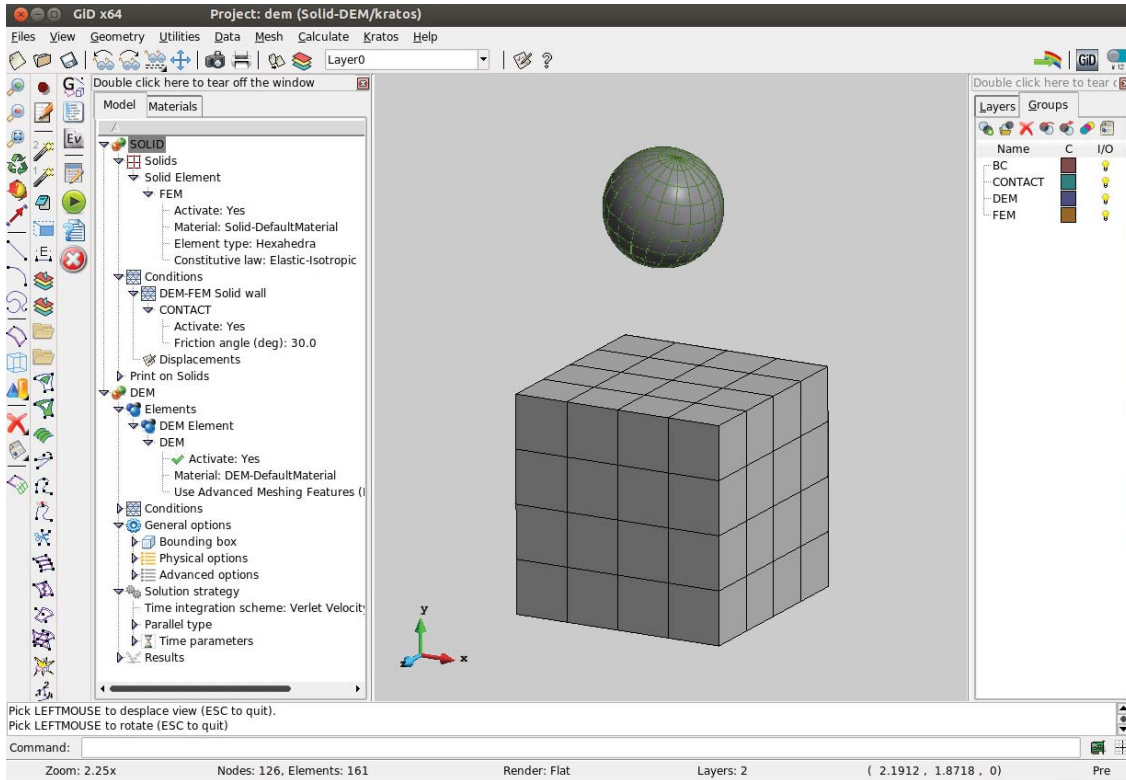 GiD x64 Project: dem (Solid-DEM/kratos)
Files View Geometry Utilities Data Mesh Calculate Kratos Help
Layer0
GiD
Double click here to tear off the window
Model Materials
SOLID
Solids
Solid Element
FEM
Activate: Yes
Material: Solid-DefaultMaterial
Element type: Hexahedra
Constitutive law: Elastic-Isotropic
Conditions
DEM-FEM Solid wall
CONTACT
Activate: Yes
Friction angle (deg): 30.0
Displacements
Print on Solids
DEM
Elements
DEM Element
DEM
Activate: Yes
Material: DEM-DefaultMaterial
Use Advanced Meshing Features (
Conditions
General options
Bounding box
Physical options
Advanced options
Solution strategy
Time integration scheme: Verlet Velocity
Parallel type
Time parameters
Results
y
z x
Double click here to tear
Layers Groups
Name C I/O
BC
CONTACT
DEM
FEM
Pick LEFTMOUSE to desplace view (ESC to quit).
Pick LEFTMOUSE to rotate (ESC to quit)
Command:
Zoom: 2.25x Nodes: 126, Elements: 161 Render: Flat Layers: 2 ( 2.1912 , 1.8718 , 0) Pre